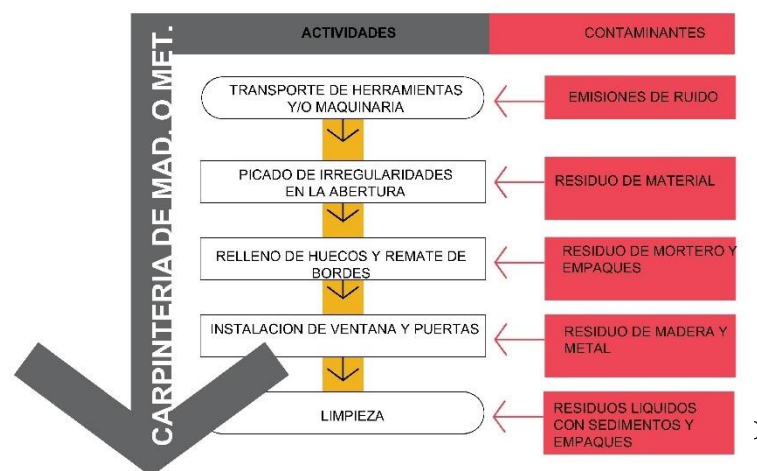 CARPINTERIA DE MAD. O MET.
ACTIVIDADES
CONTAMINANTES
TRANSPORTE DE HERRAMIENTAS
Y/O MAQUINARIA
EMISIONES DE RUIDO
PICADO DE IRREGULARIDADES
EN LA ABERTURA
RESIDUO DE MATERIAL
RELLENO DE HUECOS Y REMATE DE
BORDES
RESIDUO DE MORTERO Y
EMPAQUES
INSTALACION DE VENTANA Y PUERTAS
RESIDUO DE MADERA Y
METAL
LIMPIEZA
RESIDUOS LIQUIDOS
CON SEDIMENTOS Y
EMPAQUES